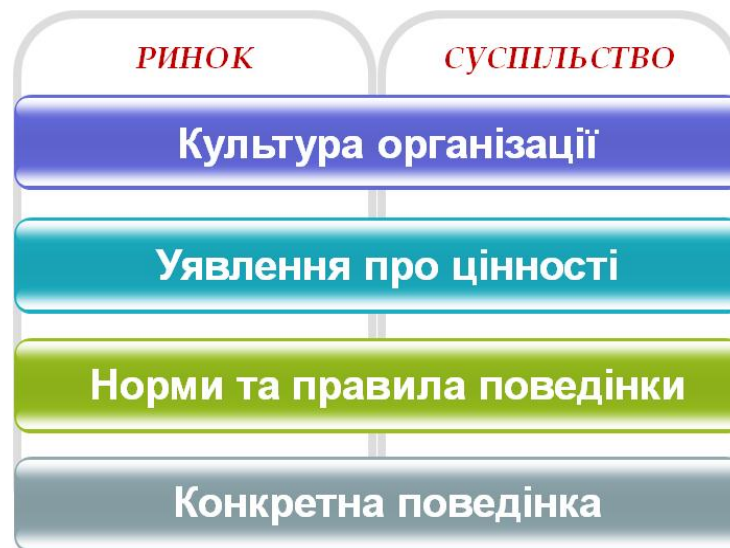 РИНОК
СУСПІЛЬСТВО
Культура організації
Уявлення про цінності
Норми та правила поведінки
Конкретна поведінка